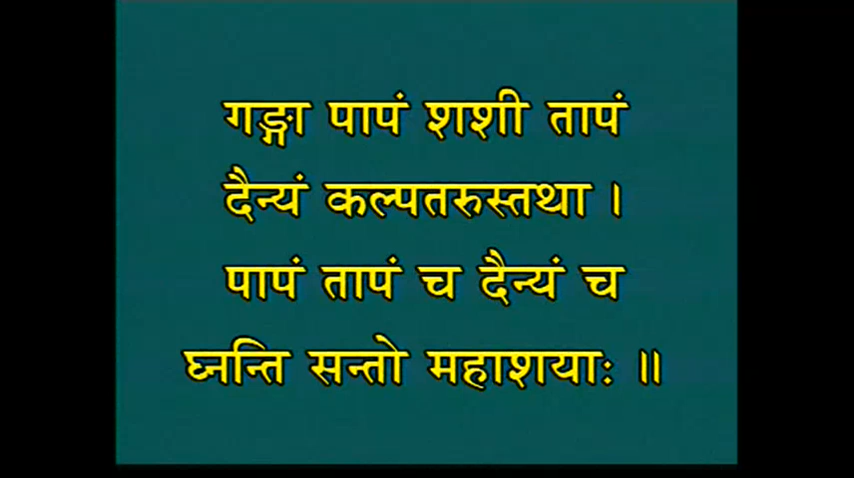 गङ्गा पापं शशी तापं
दैन्यं कल्पतरुस्तथा ।
पापं तापं च दैन्यं च
घ्नन्ति सन्तो महाशयाः ॥